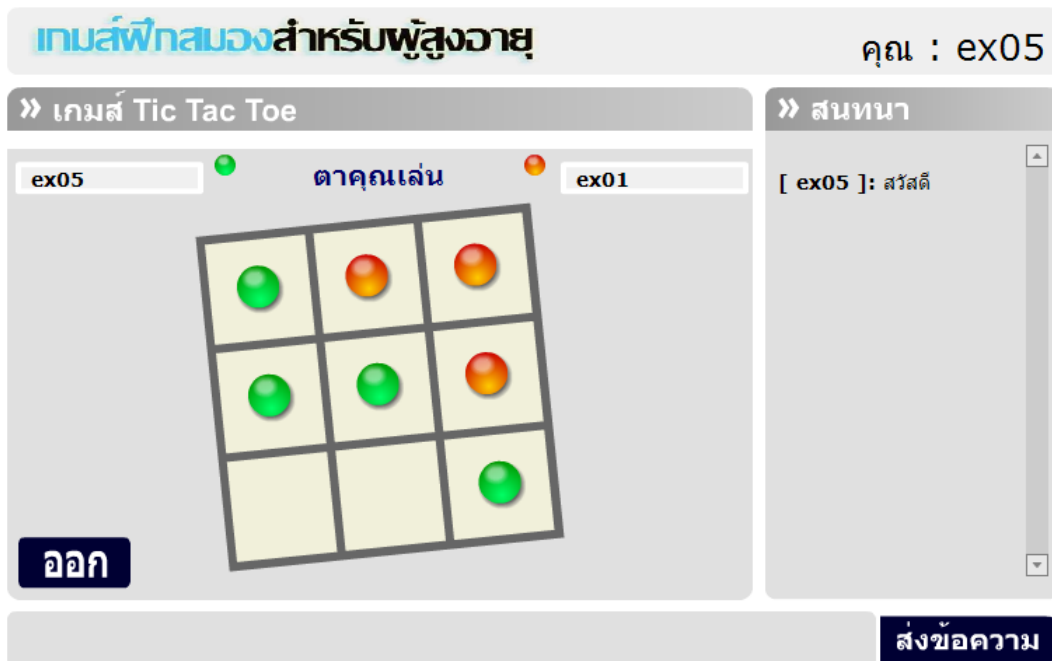 เกมส์ฝึกสมองสำหรับผู้สูงอายุ
คุณ : ex05
» เกมส์ Tic Tac Toe
» สนทนา
ex05
ตาคุณเล่น
ex01
[ ex05 ]: สวัสดี
ออก
ส่งข้อความ